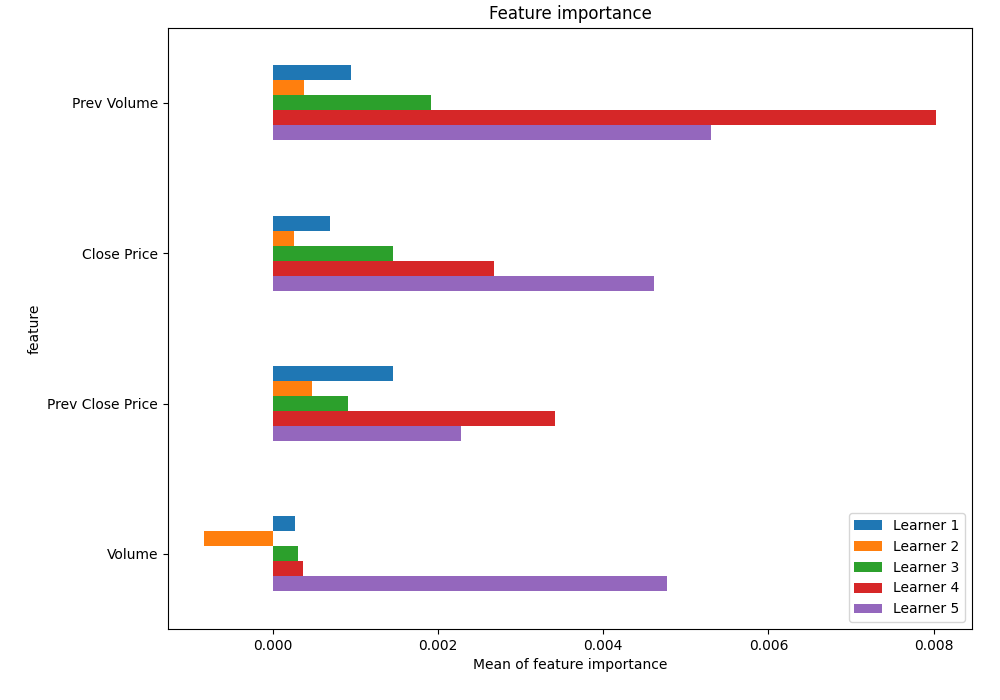 Feature importance
Prev Volume
Close Price
feature
Prev Close Price
Volume
Learner 1
Learner 2
Learner 3
Learner 4
Learner 5
0.000 0.002 0.004 0.006 0.008
Mean of feature importance